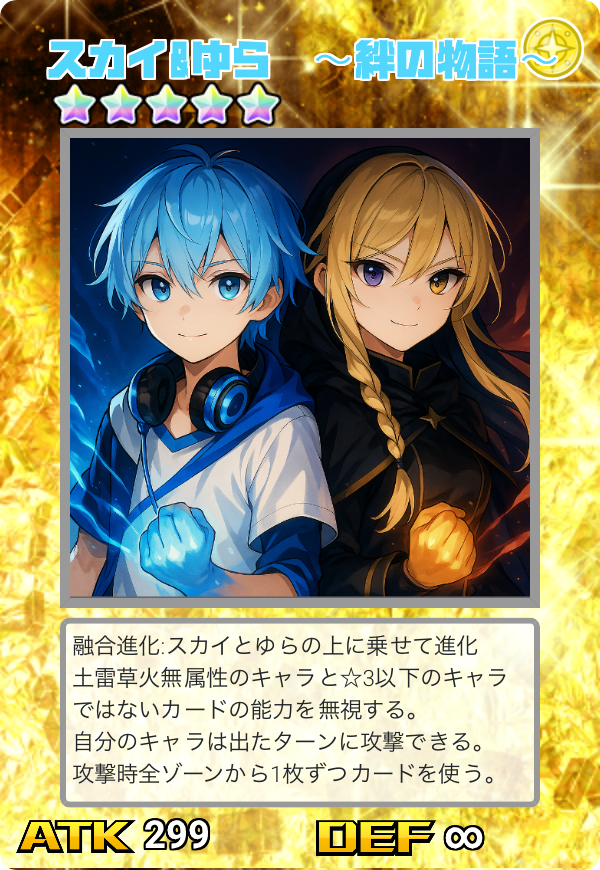 スカイ&ゆら　～絆の物語～
融合進化:スカイとゆらの上に乗せて進化
土雷草火無属性のキャラと☆3以下のキャラ
ではないカードの能力を無視する。
自分のキャラは出たターンに攻撃できる。
攻撃時全ゾーンから1枚ずつカードを使う。
ATK 299 DEF ∞